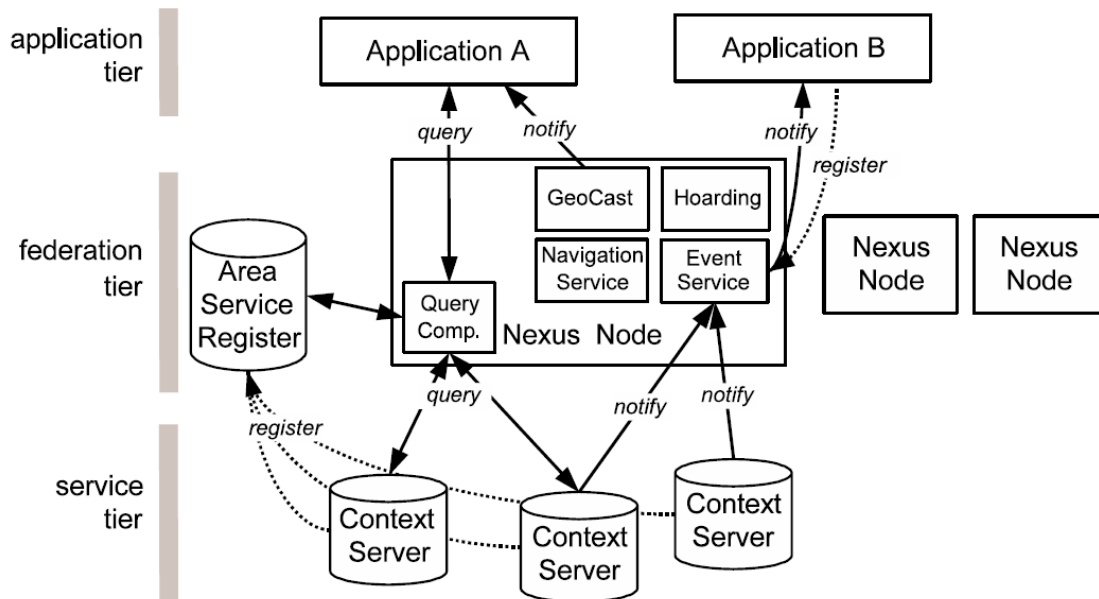 application
tier
Application A
Application B
query
notify
notify
register
federation
tier
Area
Service
Register
GeoCast
Hoarding
Navigation
Service
Event
Service
Query
Comp.
Nexus Node
Nexus
Node
Nexus
Node
query
notify
notify
register
service
tier
Context
Server
Context
Server
Context
Server